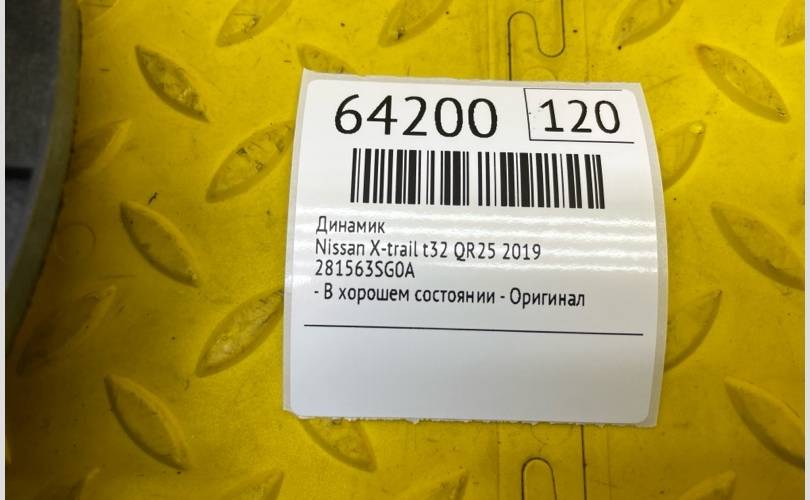 64200 120
Динамик
Nissan X-trail t32 QR25 2019
281563SG0A
- В хорошем состоянии - Оригинал